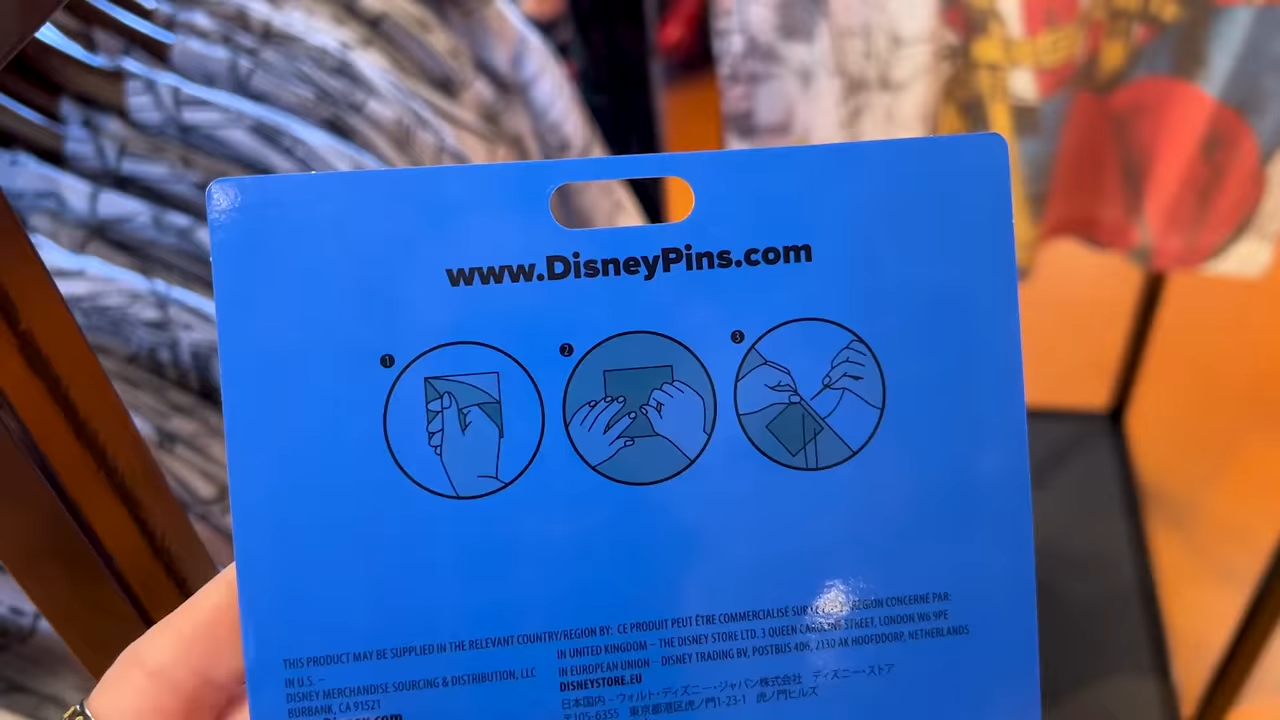 www.DisneyPins.com
1
2
3
THIS PRODUCT MAY BE SUPPLIED IN THE RELEVANT COUNTRY/REGION BY: CE PRODUIT PEUT ÊTRE COMMERCIALISÉ RÉGION CONCERNÉ PAR:
IN U.S. –
DISNEY MERCHANDISE SOURCING & DISTRIBUTION, LLC
BURBANK, CA 91521
IN UNITED KINGDOM – THE DISNEY STORE LTD. 3 QUEEN STREET, LONDON W6 9PE
IN EUROPEAN UNION – DISNEY TRADING BV, POSTBUS 406, 2130 AK HOOFDDORP, NETHERLANDS
DISNEYSTORE.EU
日本国内–ウォルト・ディズニー・ジャパン株式会社 ディズニー・ストア
〒105-6355 東京都港区虎ノ門1-23-1 虎ノ門ヒルズ